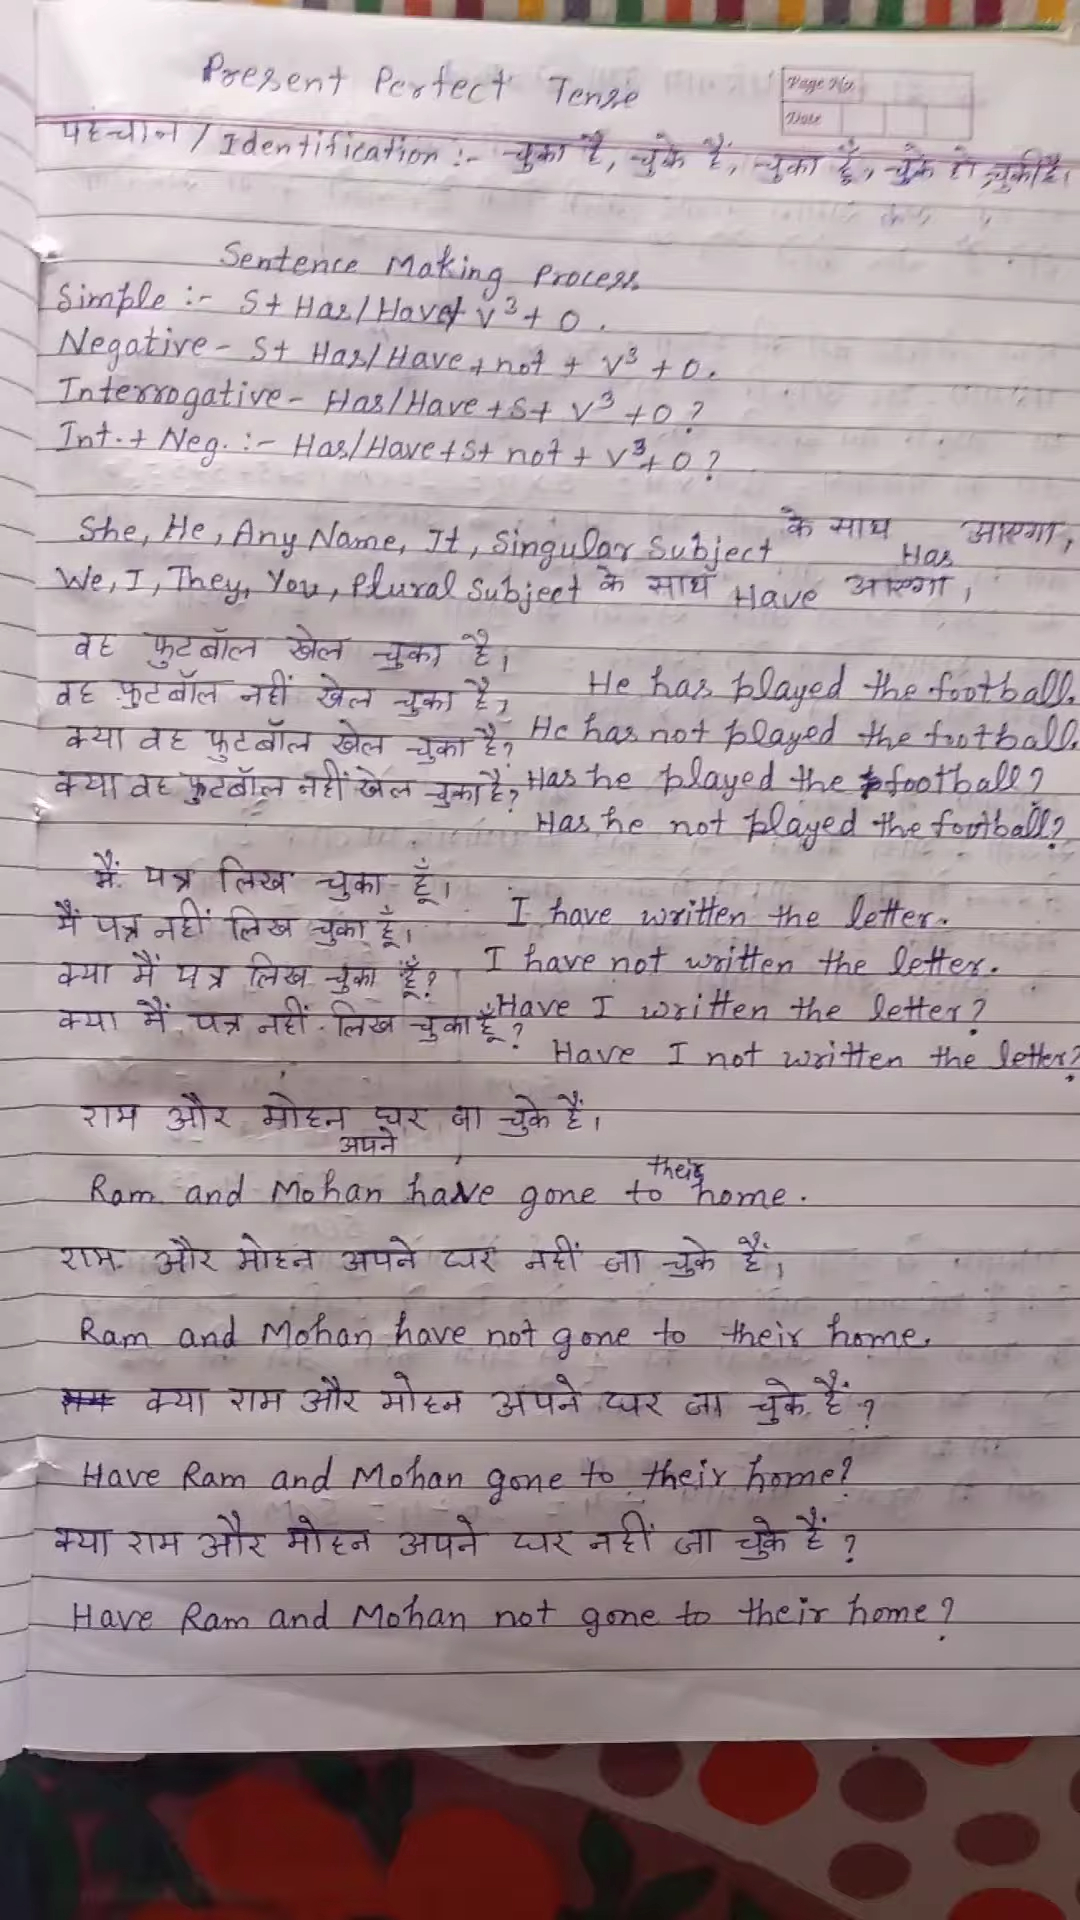 Present Perfect Tense
Page No.
Date
पहचान / Identification :- चुका है, चुके हैं, चुका हूँ, चुके हो, चुकी है।
Sentence Making Process
Simple :- S+ Has/Have+ V³ + O.
Negative - S+ Has/Have + not + V³ + O.
Interrogative - Has/Have + S+ V³ + O?
Int. + Neg. :- Has/Have + S+ not + V³+ O?
She, He, Any Name, It, Singular Subject के साथ Has आएगा,
We, I, They, You, Plural Subject के साथ Have आएगा,
वह फुटबॉल खेल चुका है।
He has played the football.
वह फुटबॉल नहीं खेल चुका है,
He has not played the football.
क्या वह फुटबॉल खेल चुका है?
Has he played the football?
क्या वह फुटबॉल नहीं खेल चुका है?
Has he not played the football?
मैं पत्र लिख चुका हूँ।
I have written the letter.
मैं पत्र नहीं लिख चुका हूँ।
I have not written the letter.
क्या मैं पत्र लिख चुका हूँ?
Have I written the letter?
क्या मैं पत्र नहीं लिख चुका हूँ?
Have I not written the letter?
राम और मोहन अपने घर जा चुके हैं।
Ram and Mohan have gone to their home.
राम और मोहन अपने घर नहीं जा चुके हैं,
Ram and Mohan have not gone to their home.
क्या राम और मोहन अपने घर जा चुके हैं?
Have Ram and Mohan gone to their home?
क्या राम और मोहन अपने घर नहीं जा चुके हैं?
Have Ram and Mohan not gone to their home?